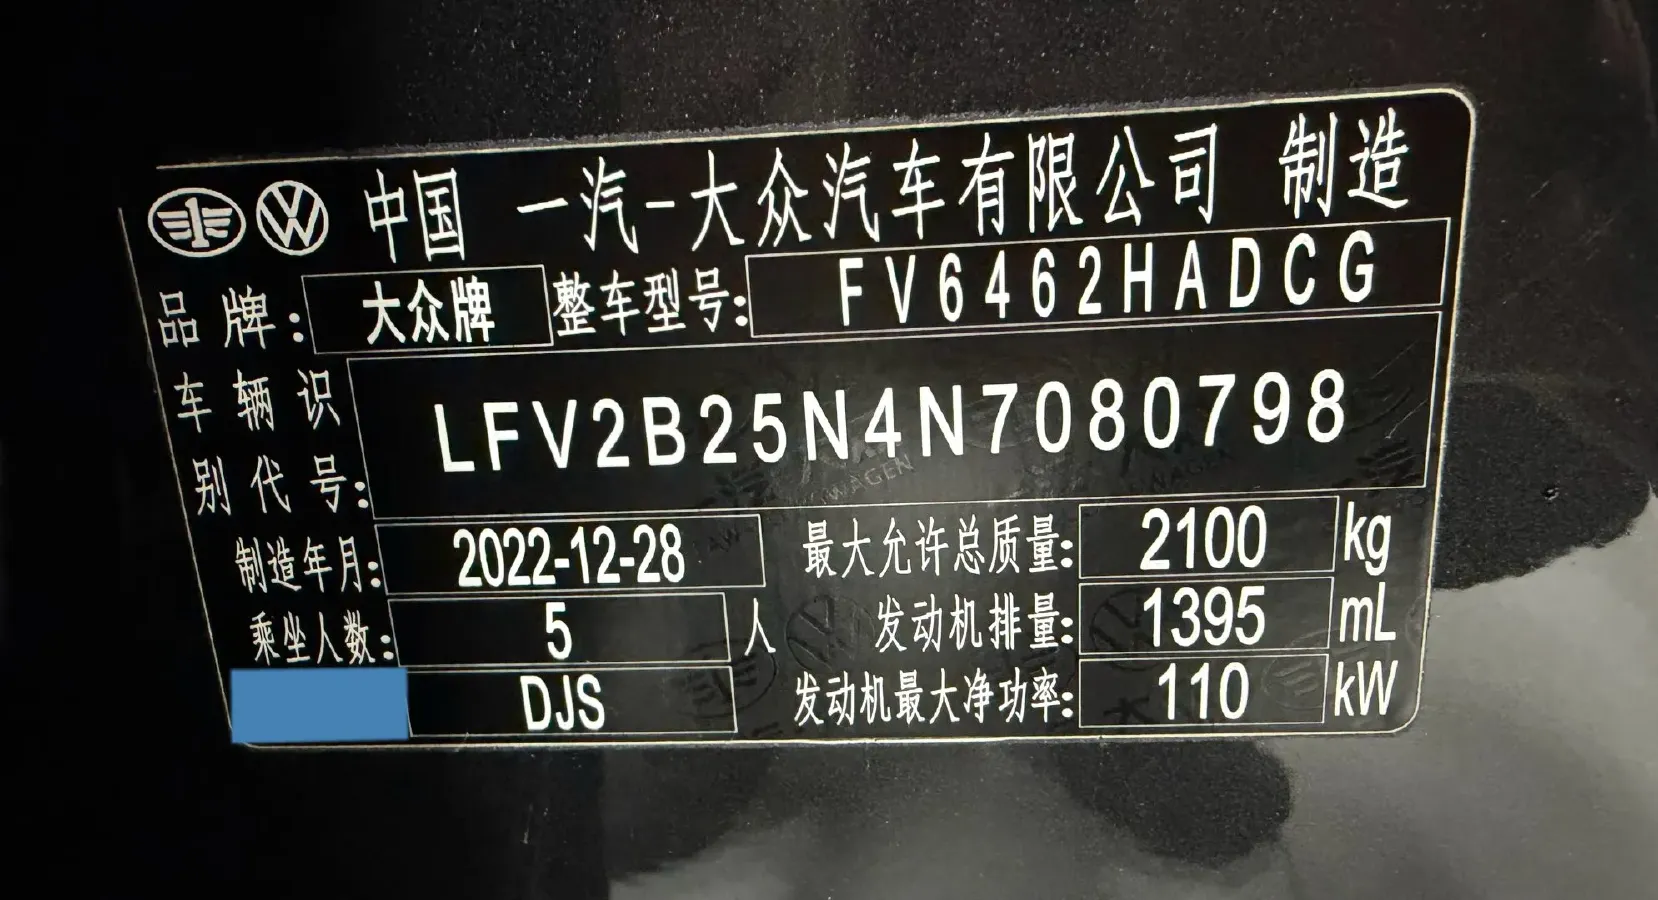 中国 一汽-大众汽车有限公司 制造
品牌: 大众牌 整车型号: FV6462HADCG
车辆识别代号: LFV2B25N4N7080798
制造年月: 2022-12-28 最大允许总质量: 2100 kg
乘坐人数: 5 人 发动机排量: 1395 mL
DJS 发动机最大净功率: 110 kW